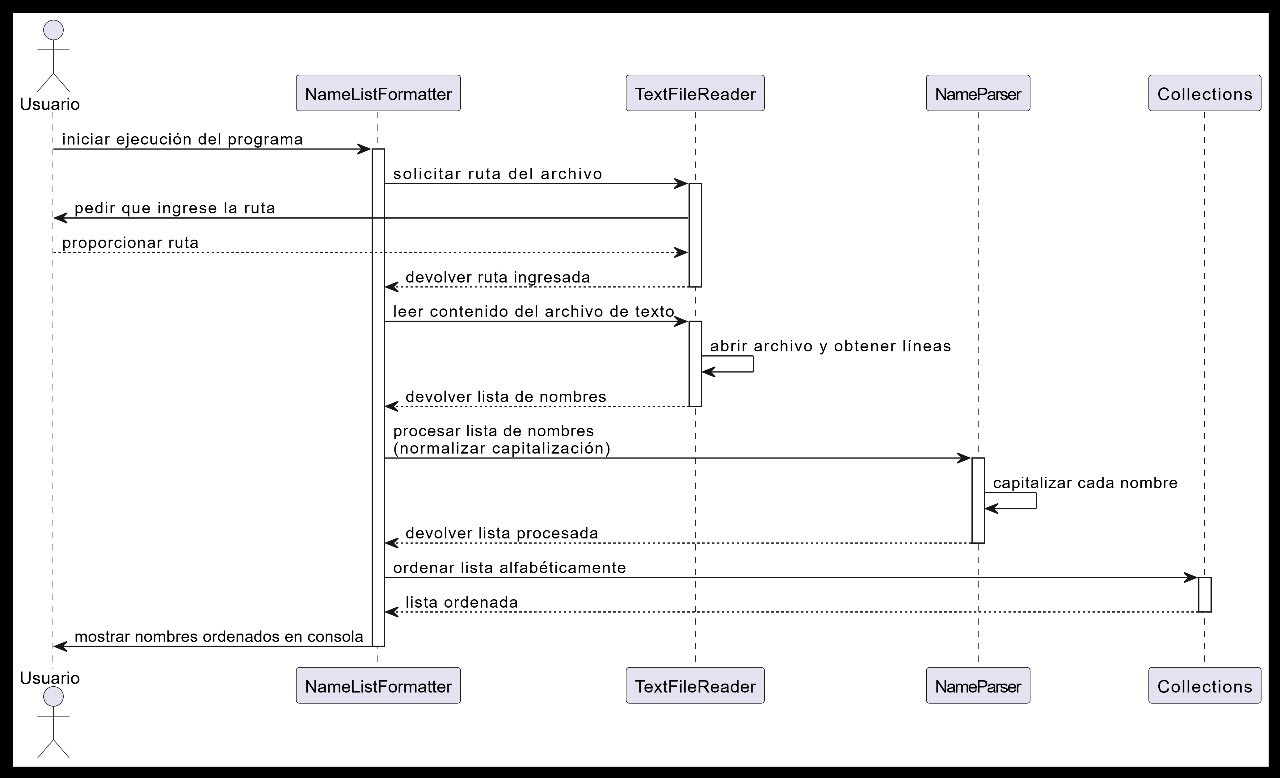 Usuario
NameListFormatter
TextFileReader
NameParser
Collections
iniciar ejecución del programa
solicitar ruta del archivo
pedir que ingrese la ruta
proporcionar ruta
devolver ruta ingresada
leer contenido del archivo de texto
abrir archivo y obtener líneas
devolver lista de nombres
procesar lista de nombres
(normalizar capitalización)
capitalizar cada nombre
devolver lista procesada
ordenar lista alfabéticamente
lista ordenada
mostrar nombres ordenados en consola
Usuario
NameListFormatter
TextFileReader
NameParser
Collections